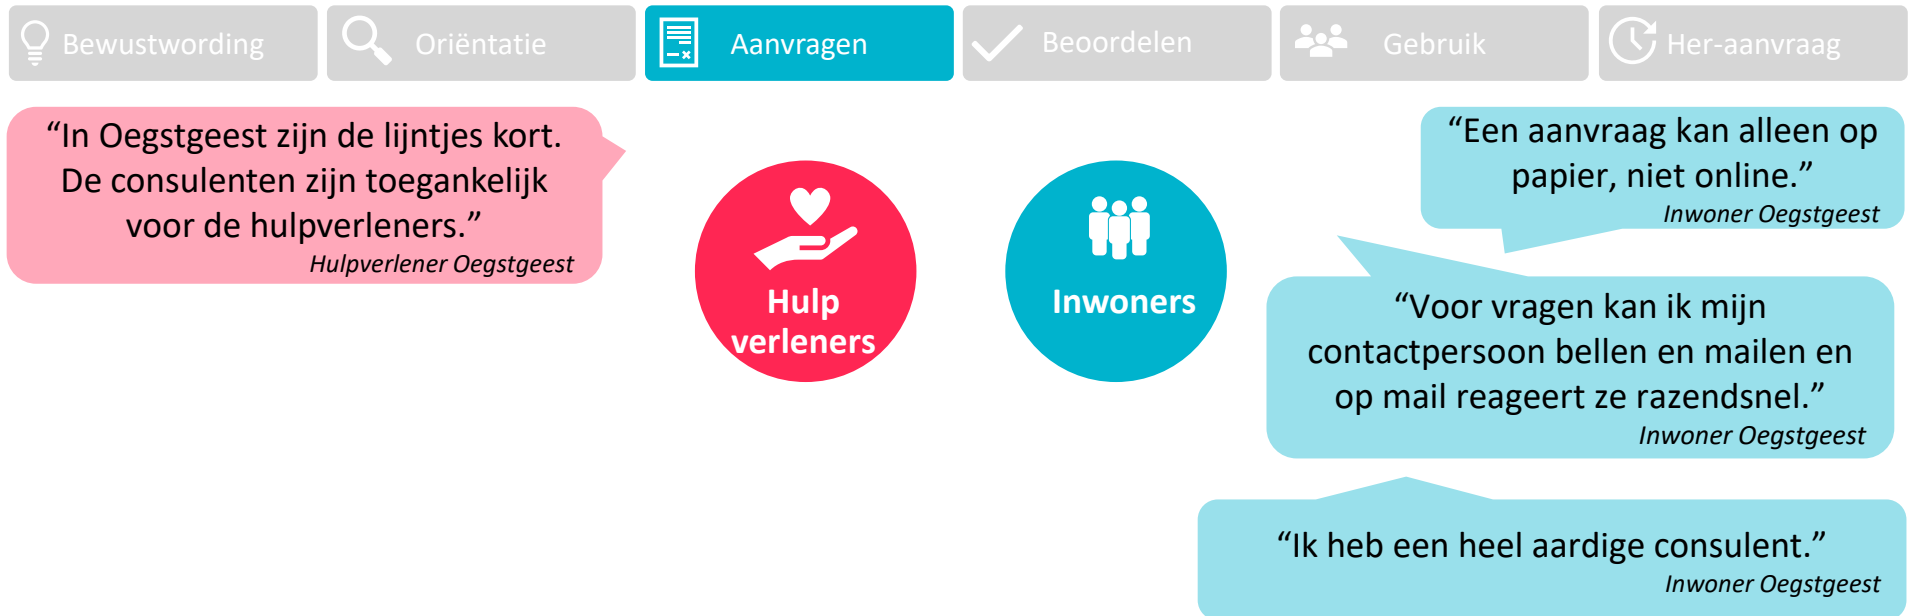 Bewustwording
Oriëntatie
Aanvragen
Beoordelen
Gebruik
Her-aanvraag
“In Oegstgeest zijn de lijntjes kort.
De consulenten zijn toegankelijk
voor de hulpverleners.”
Hulpverlener Oegstgeest
Hulp
verleners
Inwoners
“Een aanvraag kan alleen op
papier, niet online.”
Inwoner Oegstgeest
“Voor vragen kan ik mijn
contactpersoon bellen en mailen en
op mail reageert ze razendsnel.”
Inwoner Oegstgeest
“Ik heb een heel aardige consulent.”
Inwoner Oegstgeest